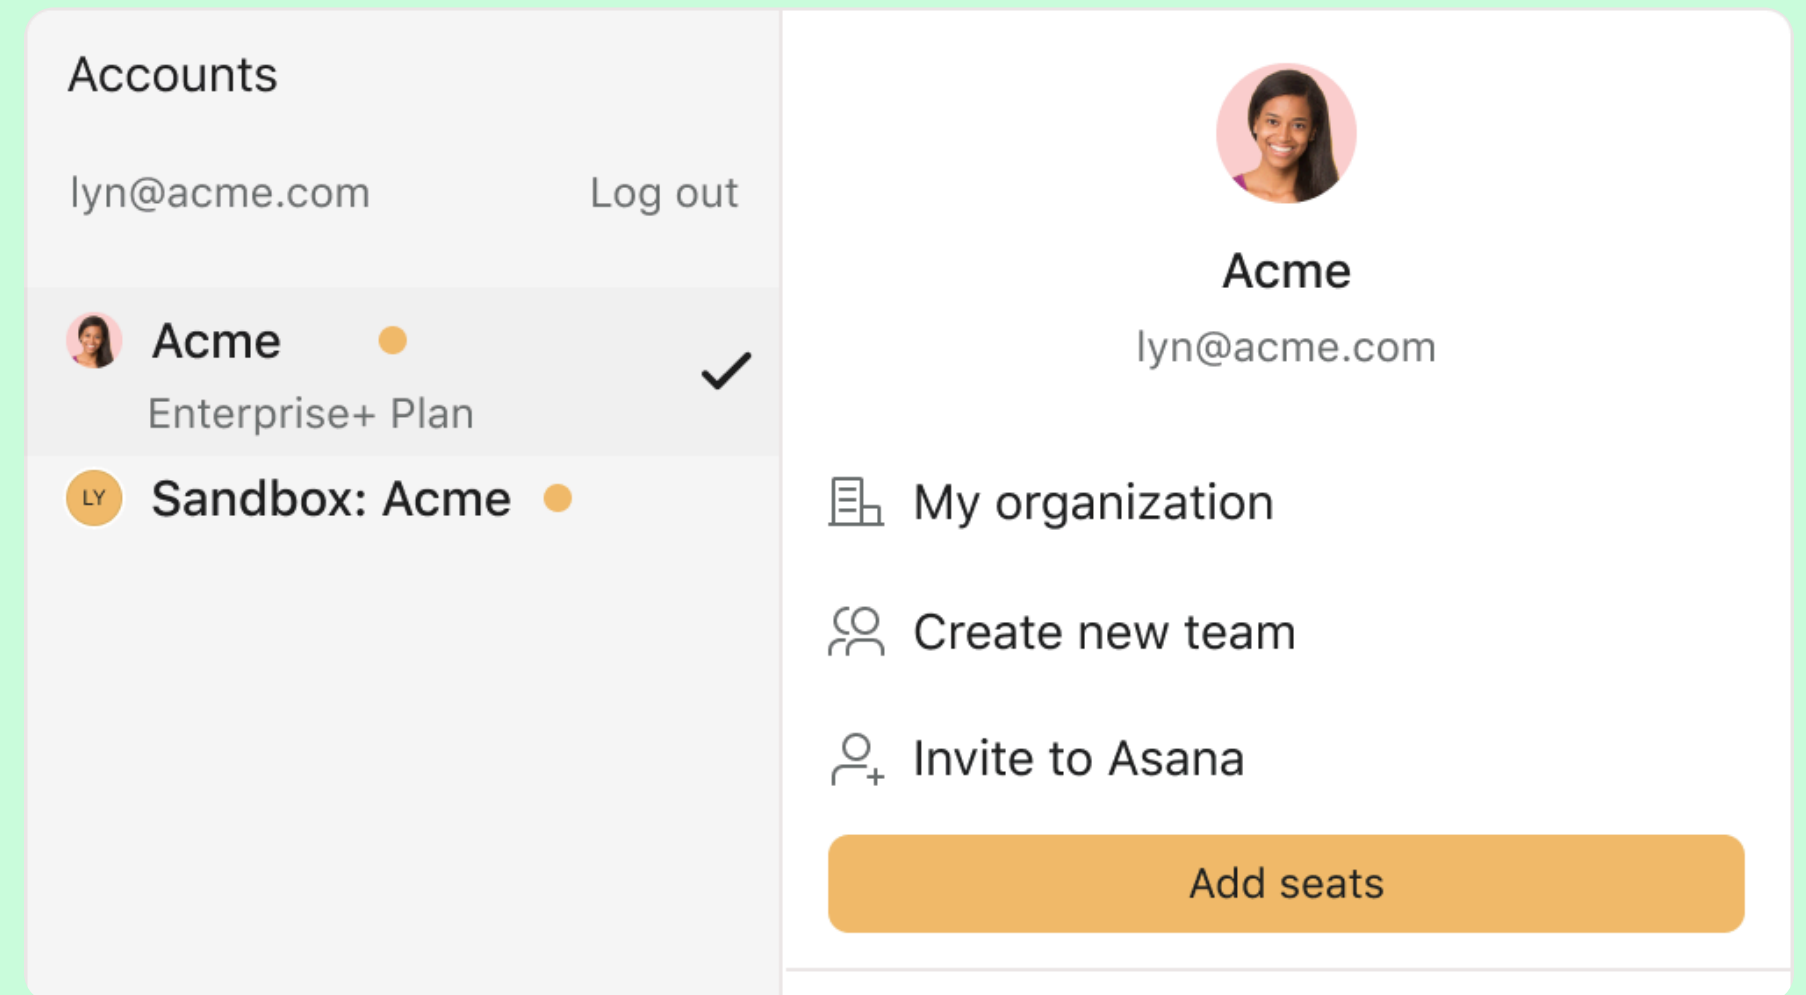 Accounts
lyn@acme.com Log out
Acme
Enterprise+ Plan
LY Sandbox: Acme
Acme
lyn@acme.com
My organization
Create new team
Invite to Asana
Add seats